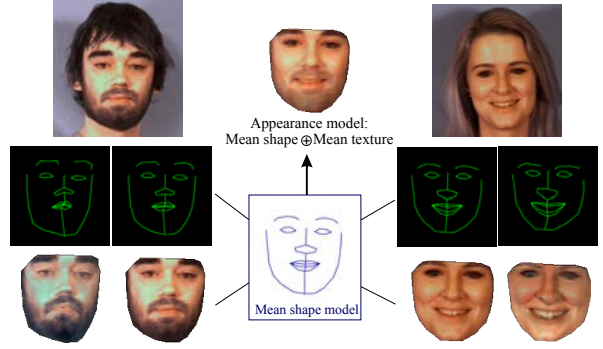 Appearance model:
Mean shape ⊕ Mean texture
Mean shape model